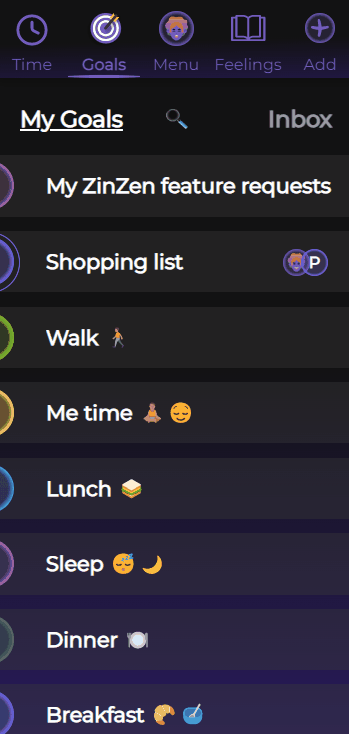 Time Goals Menu Feelings Add
My Goals Inbox
My ZinZen feature requests
Shopping list P
Walk
Me time
Lunch
Sleep
Dinner
Breakfast